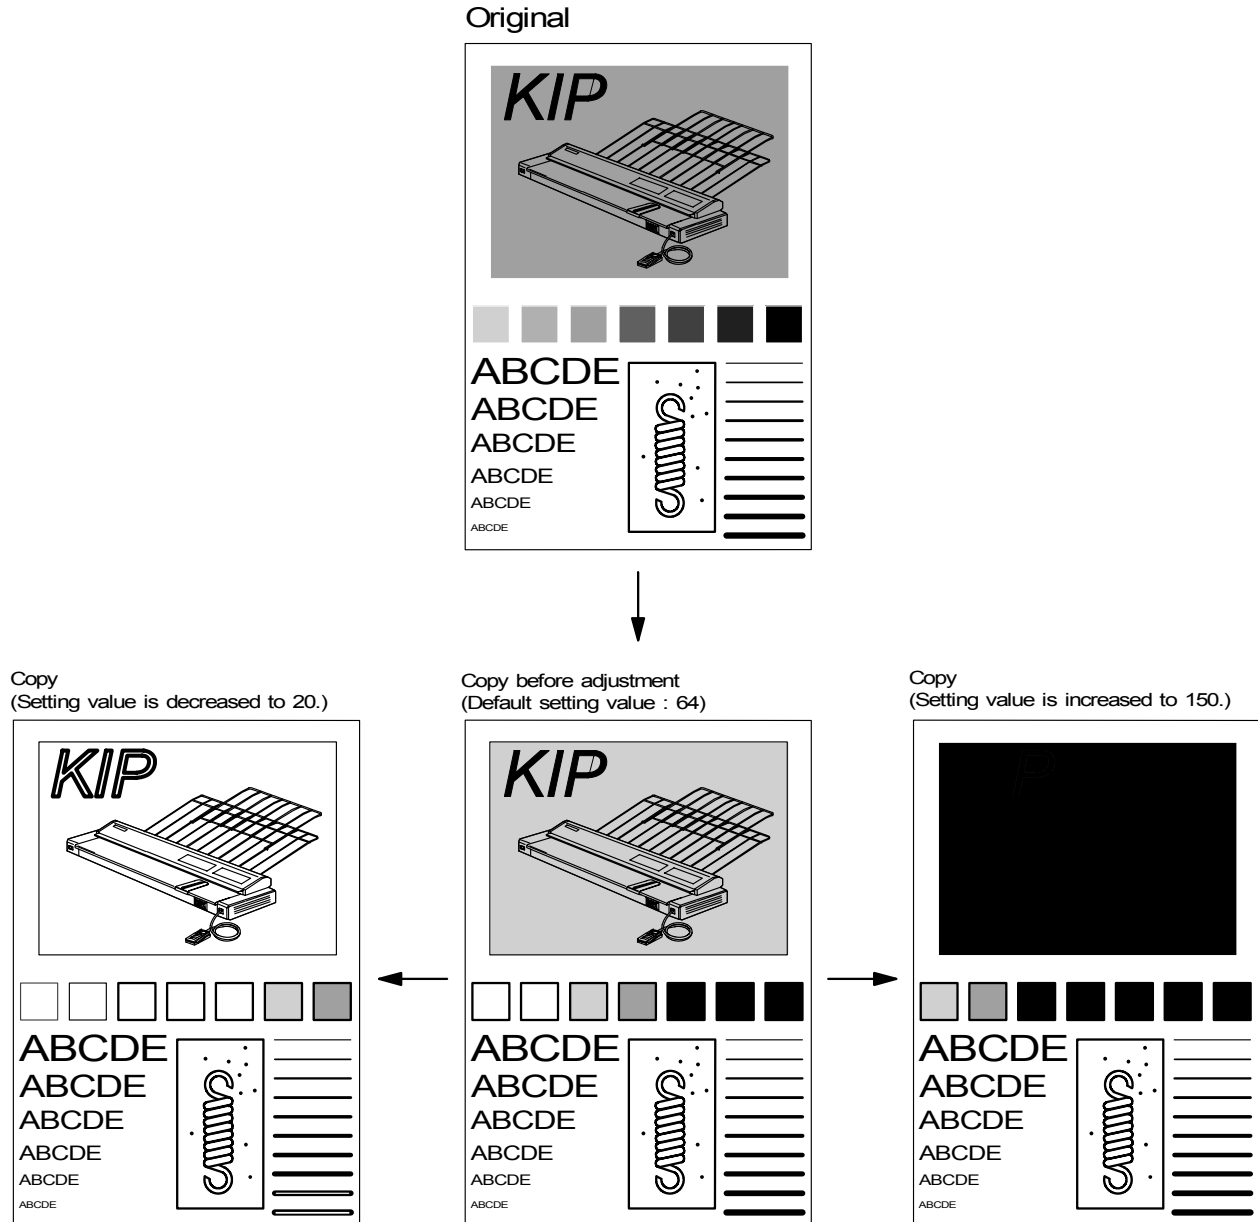 Original
KIP
ABCDE
ABCDE
ABCDE
ABCDE
ABCDE
ABCDE
Copy
(Setting value is decreased to 20.)
KIP
ABCDE
ABCDE
ABCDE
ABCDE
ABCDE
ABCDE
Copy before adjustment
(Default setting value : 64)
KIP
ABCDE
ABCDE
ABCDE
ABCDE
ABCDE
ABCDE
Copy
(Setting value is increased to 150.)
P
ABCDE
ABCDE
ABCDE
ABCDE
ABCDE
ABCDE